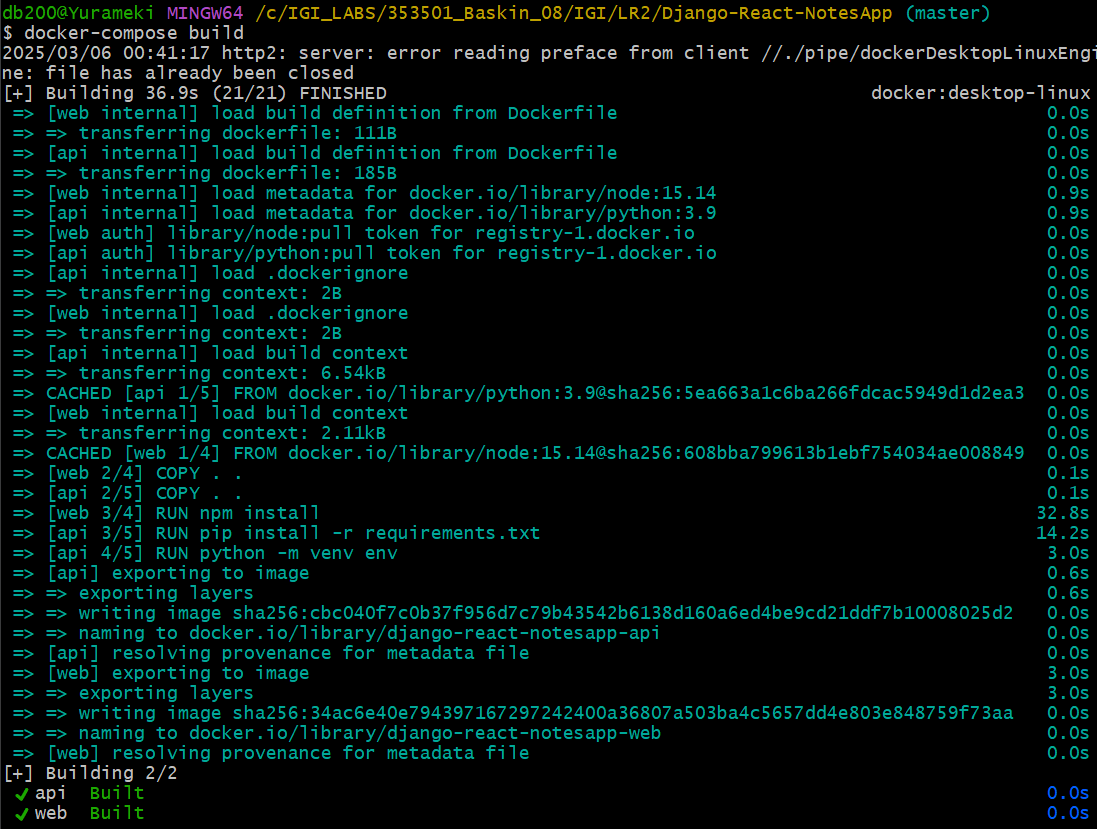 db200@Yurameki MINGW64 /c/IGI_LABS/353501_Baskin_08/IGI/LR2/Django-React-NotesApp (master)
$ docker-compose build
2025/03/06 00:41:17 http2: server: error reading preface from client //./pipe/dockerDesktopLinuxEngi
ne: file has already been closed
[+] Building 36.9s (21/21) FINISHED docker:desktop-linux
=> [web internal] load build definition from Dockerfile 0.0s
=> => transferring dockerfile: 111B 0.0s
=> [api internal] load build definition from Dockerfile 0.0s
=> => transferring dockerfile: 185B 0.0s
=> [web internal] load metadata for docker.io/library/node:15.14 0.9s
=> [api internal] load metadata for docker.io/library/python:3.9 0.9s
=> [web auth] library/node:pull token for registry-1.docker.io 0.0s
=> [api auth] library/python:pull token for registry-1.docker.io 0.0s
=> [api internal] load .dockerignore 0.0s
=> => transferring context: 2B 0.0s
=> [web internal] load .dockerignore 0.0s
=> => transferring context: 2B 0.0s
=> [api internal] load build context 0.0s
=> => transferring context: 6.54kB 0.0s
=> CACHED [api 1/5] FROM docker.io/library/python:3.9@sha256:5ea663a1c6ba266fdcac5949d1d2ea3 0.0s
=> [web internal] load build context 0.0s
=> => transferring context: 2.11kB 0.0s
=> CACHED [web 1/4] FROM docker.io/library/node:15.14@sha256:608bba799613b1ebf754034ae008849 0.0s
=> [web 2/4] COPY . . 0.1s
=> [api 2/5] COPY . . 0.1s
=> [web 3/4] RUN npm install 32.8s
=> [api 3/5] RUN pip install -r requirements.txt 14.2s
=> [api 4/5] RUN python -m venv env 3.0s
=> [api] exporting to image 0.6s
=> => exporting layers 0.6s
=> => writing image sha256:cbc040f7c0b37f956d7c79b43542b6138d160a6ed4be9cd21ddf7b10008025d2 0.0s
=> => naming to docker.io/library/django-react-notesapp-api 0.0s
=> [api] resolving provenance for metadata file 0.0s
=> [web] exporting to image 3.0s
=> => exporting layers 3.0s
=> => writing image sha256:34ac6e40e794397167297242400a36807a503ba4c5657dd4e803e848759f73aa 0.0s
=> => naming to docker.io/library/django-react-notesapp-web 0.0s
=> [web] resolving provenance for metadata file 0.0s
[+] Building 2/2
✔ api Built 0.0s
✔ web Built 0.0s